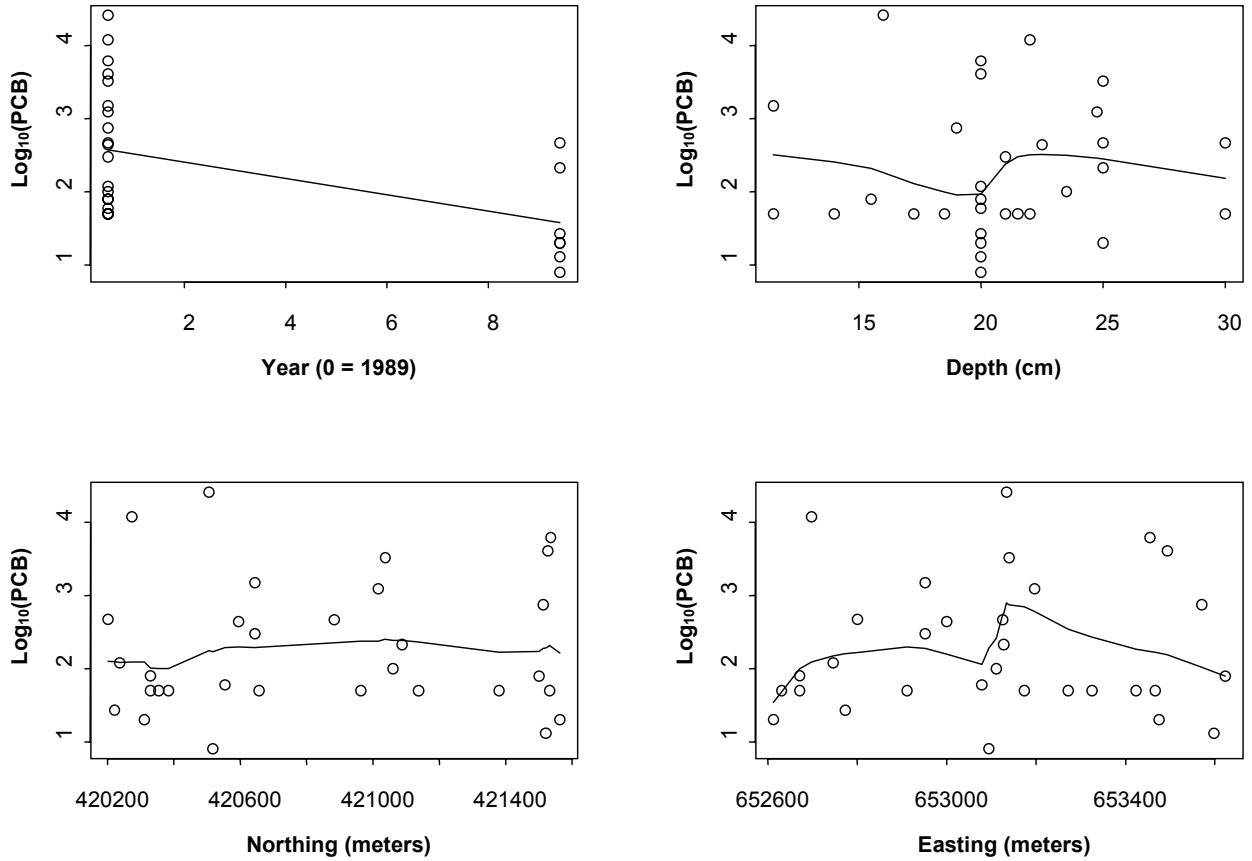 Log₁₀(PCB)
4
3
2
1
2 4 6 8
Year (0 = 1989)
Log₁₀(PCB)
4
3
2
1
15 20 25 30
Depth (cm)
Log₁₀(PCB)
4
3
2
1
420200 420600 421000 421400
Northing (meters)
Log₁₀(PCB)
4
3
2
1
652600 653000 653400
Easting (meters)